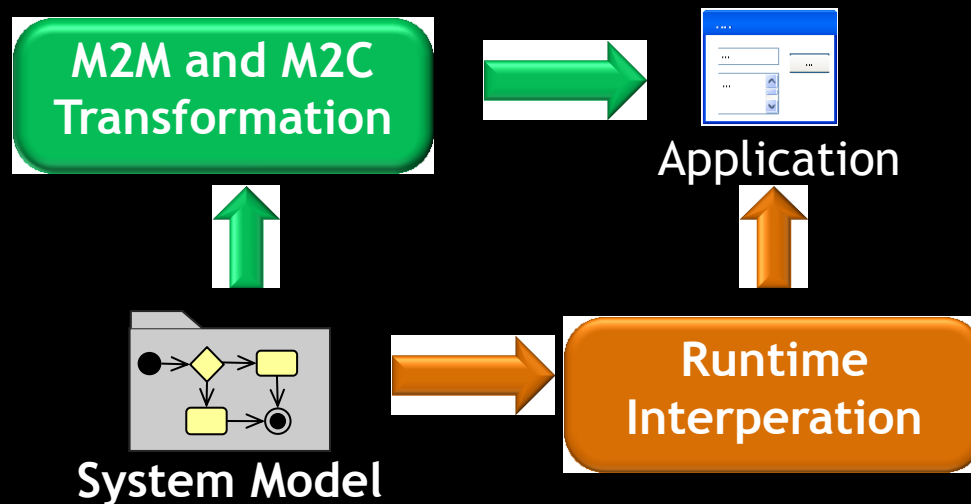 M2M and M2C
Transformation
....
...
...
...
Application
Runtime
Interperation
System Model